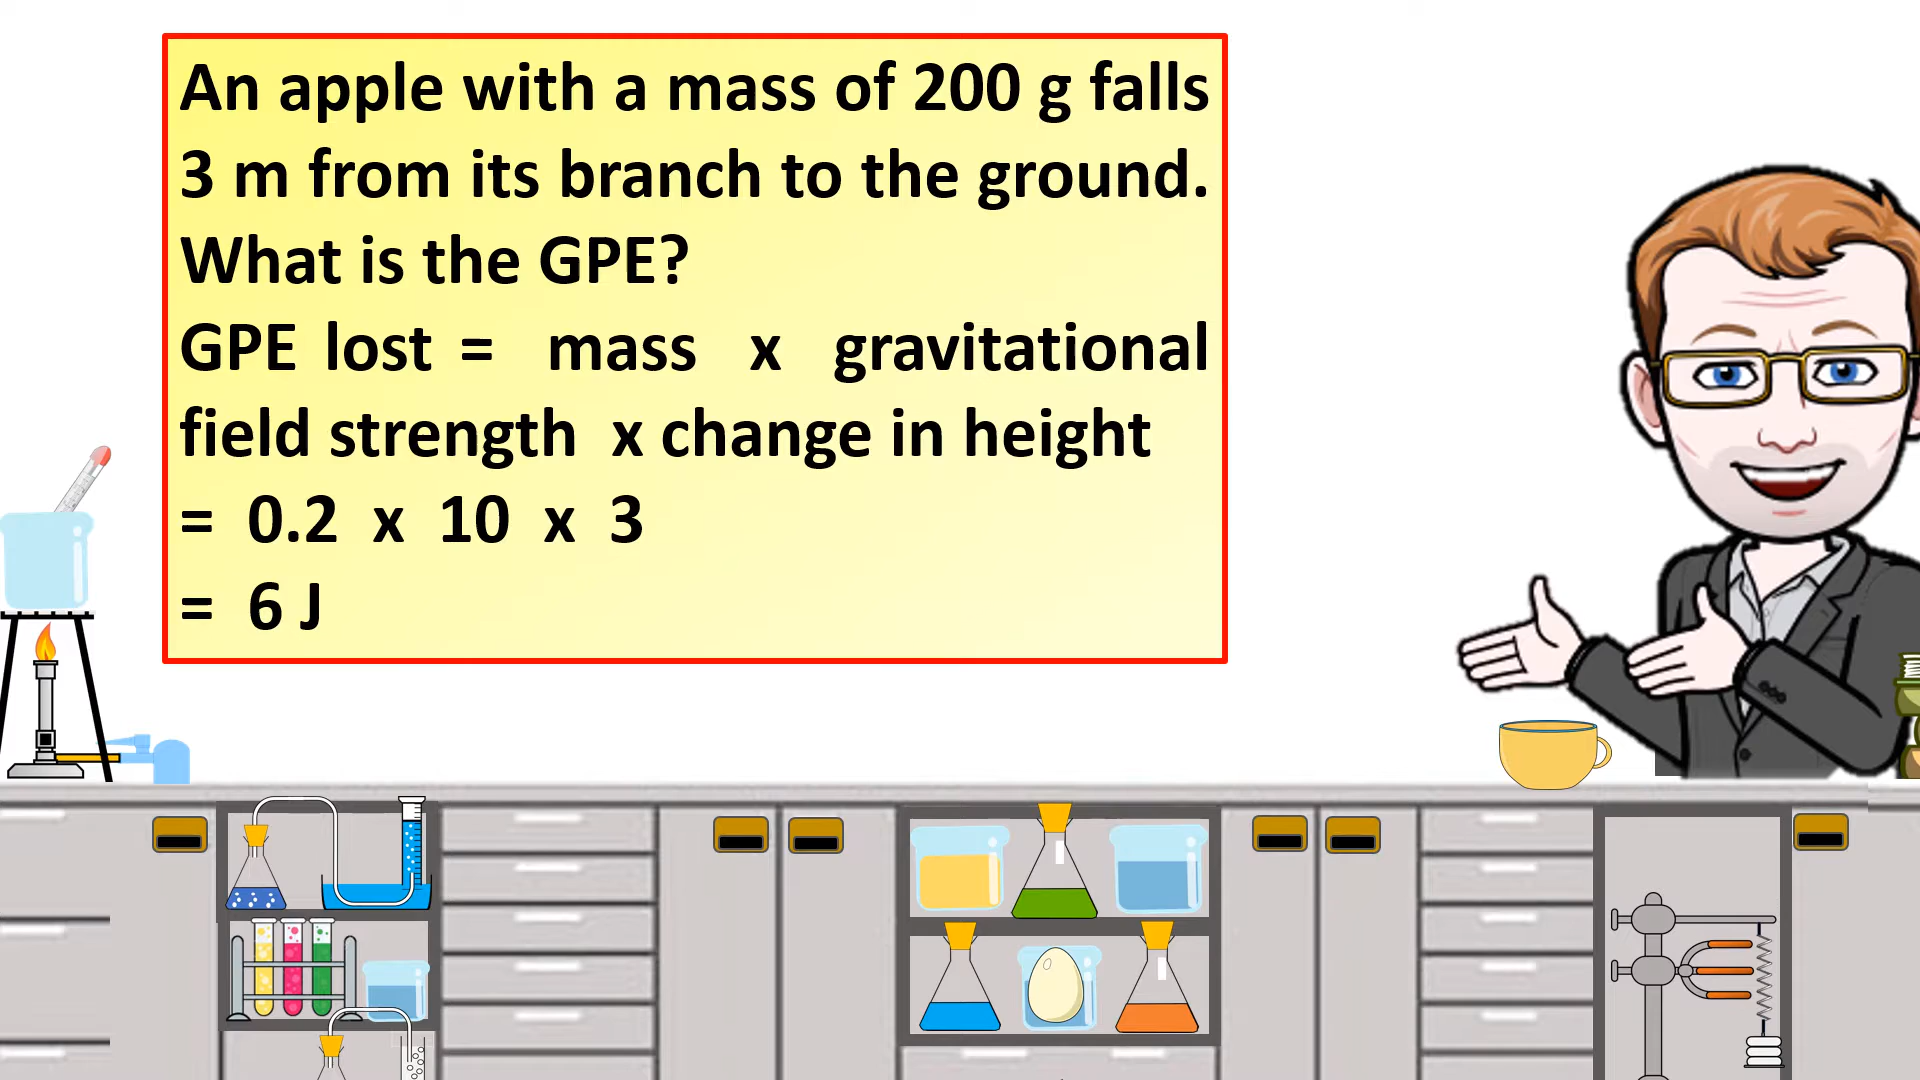 An apple with a mass of 200 g falls
3 m from its branch to the ground.
What is the GPE?
GPE lost = mass x gravitational
field strength x change in height
= 0.2 x 10 x 3
= 6 J